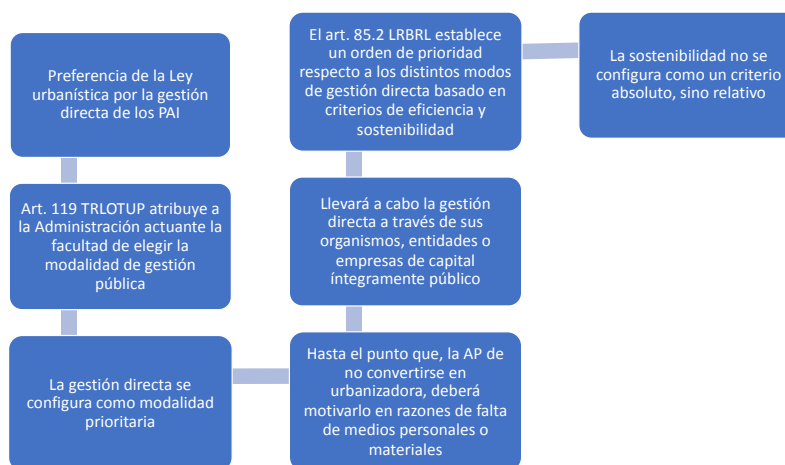 Preferencia de la Ley
urbanística por la gestión
directa de los PAI
Art. 119 TRLOTUP atribuye a
la Administración actuante la
facultad de elegir la
modalidad de gestión
pública
La gestión directa se
configura como modalidad
prioritaria
Hasta el punto que, la AP de
no convertirse en
urbanizadora, deberá
motivarlo en razones de falta
de medios personales o
materiales
Llevará a cabo la gestión
directa a través de sus
organismos, entidades o
empresas de capital
íntegramente público
El art. 85.2 LRBRL establece
un orden de prioridad
respecto a los distintos modos
de gestión directa basado en
criterios de eficiencia y
sostenibilidad
La sostenibilidad no se
configura como un criterio
absoluto, sino relativo